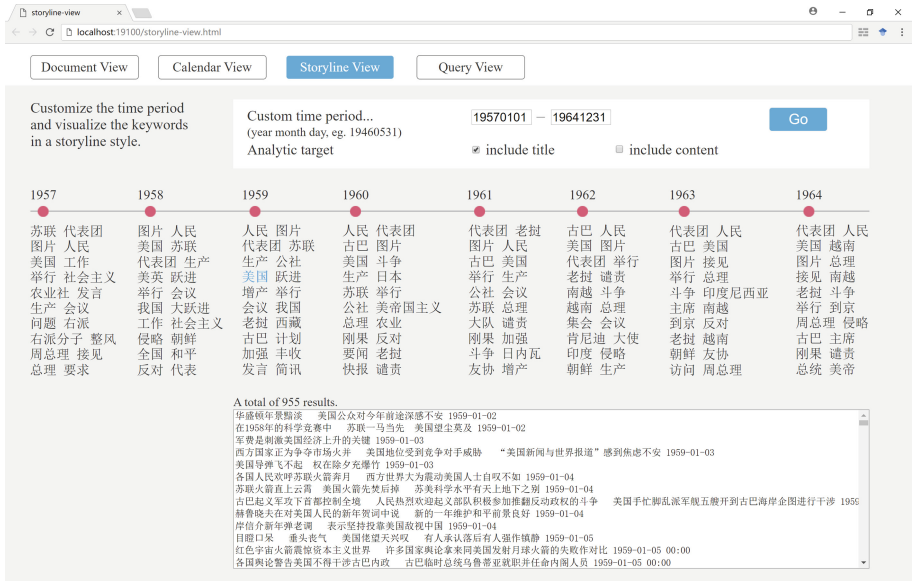 storyline-view
localhost:19100/storyline-view.html
Document View Calendar View Storyline View Query View
Customize the time period
and visualize the keywords
in a storyline style.
Custom time period...
(year month day, eg. 19460531)
19570101 — 19641231
Go
Analytic target
include title
include content
1957 1958 1959 1960 1961 1962 1963 1964
苏联 代表团 图片 人民 人民 图片 人民 代表团 代表团 老挝 古巴 人民 代表团 人民 代表团 人民
图片 人民 美国 苏联 代表团 苏联 古巴 图片 图片 人民 美国 图片 古巴 美国 美国 越南
美国 工作 代表团 生产 生产 公社 美国 斗争 古巴 美国 代表团 举行 图片 接见 图片 总理
举行 社会主义 美英 跃进 美国 跃进 生产 日本 举行 生产 老挝 谴责 举行 总理 接见 南越
农业社 发言 举行 会议 增产 举行 苏联 举行 公社 会议 南越 斗争 斗争 印度尼西亚 老挝 斗争
生产 会议 我国 大跃进 会议 我国 公社 美帝国主义 苏联 总理 越南 总理 主席 南越 举行 到京
问题 右派 工作 社会主义 老挝 西藏 总理 农业 大队 谴责 集会 会议 到京 反对 周总理 侵略
右派分子 整风 侵略 朝鲜 古巴 计划 刚果 反对 刚果 加强 肯尼迪 大使 老挝 越南 古巴 主席
周总理 接见 全国 和平 加强 丰收 要闻 老挝 斗争 日内瓦 印度 侵略 朝鲜 友协 刚果 谴责
总理 要求 反对 代表 发言 简讯 快报 谴责 友协 增产 朝鲜 生产 访问 周总理 总统 美帝
A total of 955 results.
华盛顿年景黯淡 美国公众对今年前途深感不安 1959-01-02
在1958年的科学竞赛中 苏联一马当先 美国望尘莫及 1959-01-02
军费是刺激美国经济上升的关键 1959-01-03
西方国家正为争夺市场火并 美国地位受到竞争对手威胁 “美国新闻与世界报道”感到焦虑不安 1959-01-03
美国导弹飞不起 权在除夕充爆竹 1959-01-03
各国人民欢呼苏联火箭奔月 西方世界大为震动美国人士自叹不如 1959-01-04
苏联火箭直上云霄 美国火箭先焚后掉 苏美科学水平有天上地下之别 1959-01-04
古巴起义军攻下首都控制全境 人民热烈欢迎起义部队积极参加推翻反动政权的斗争 美国手忙脚乱派军舰五艘开到古巴海岸企图进行干涉 1959
赫鲁晓夫在对美国人民的新年贺词中说 新的一年维护和平前景良好 1959-01-04
岸信介新年弹老调 表示坚持投靠美国敌视中国 1959-01-04
目瞪口呆 垂头丧气 美国佬望天兴叹 有人承认落后有人强作镇静 1959-01-05
红色宇宙火箭震惊资本主义世界 许多国家舆论拿来同美国发射月球火箭的失败作对比 1959-01-05 00:00
各国舆论警告美国不得干涉古巴内政 古巴临时总统乌鲁蒂亚就职并任命内阁人员 1959-01-05 00:00